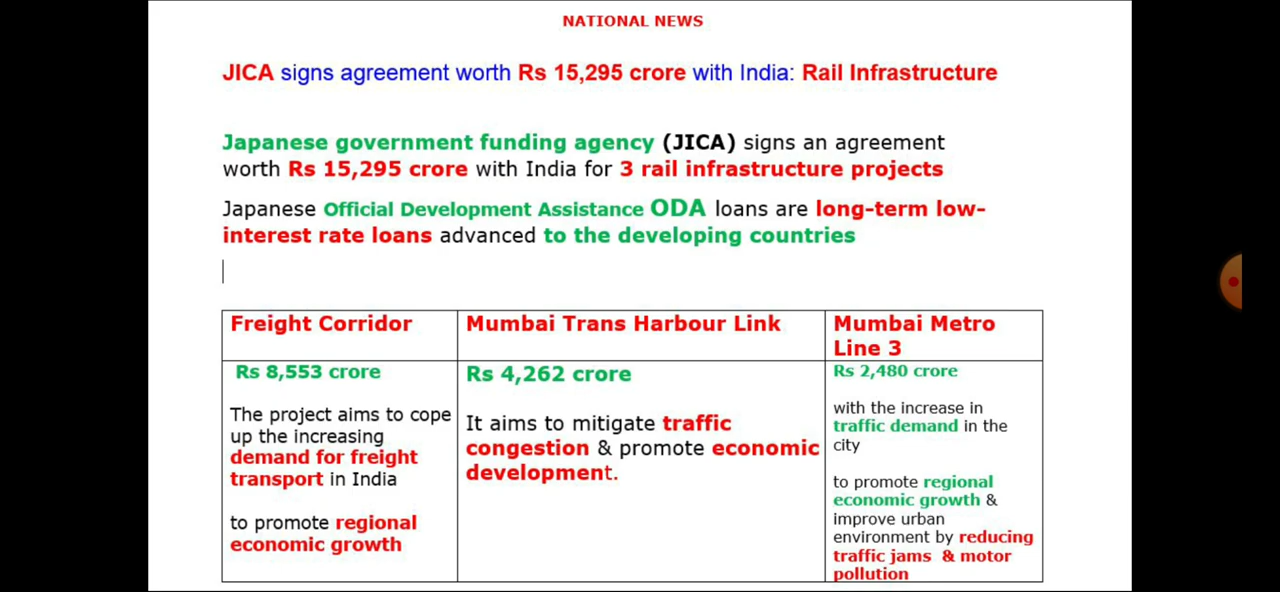 NATIONAL NEWS
JICA signs agreement worth Rs 15,295 crore with India: Rail Infrastructure
Japanese government funding agency (JICA) signs an agreement
worth Rs 15,295 crore with India for 3 rail infrastructure projects
Japanese Official Development Assistance ODA loans are long-term low-
interest rate loans advanced to the developing countries
Freight Corridor
Rs 8,553 crore
The project aims to cope
up the increasing
demand for freight
transport in India
to promote regional
economic growth
Mumbai Trans Harbour Link
Rs 4,262 crore
It aims to mitigate traffic
congestion & promote economic
development.
Mumbai Metro
Line 3
Rs 2,480 crore
with the increase in
traffic demand in the
city
to promote regional
economic growth &
improve urban
environment by reducing
traffic jams & motor
pollution